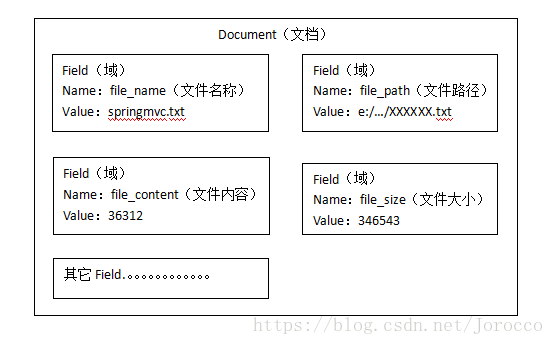 Document（文档）
Field（域）
Name：file_name（文件名称）
Value：springmvc.txt
Field（域）
Name：file_path（文件路径）
Value：e:/.../XXXXXX.txt
Field（域）
Name：file_content（文件内容）
Value：36312
Field（域）
Name：file_size（文件大小）
Value：346543
其它 Field.。。。。。。。。。。。。
https://blog.csdn.net/Jorocco